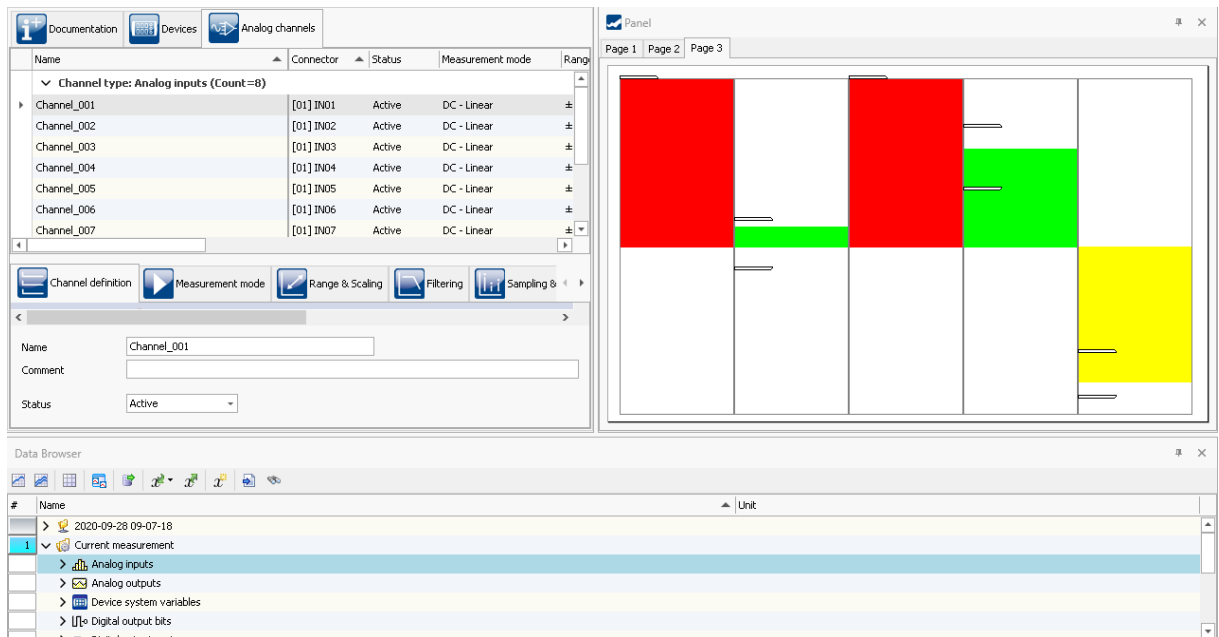 Documentation Devices Analog channels
Name Connector Status Measurement mode Rang
Channel type: Analog inputs (Count=8)
Channel_001 [01] IN01 Active DC - Linear ±
Channel_002 [01] IN02 Active DC - Linear ±
Channel_003 [01] IN03 Active DC - Linear ±
Channel_004 [01] IN04 Active DC - Linear ±
Channel_005 [01] IN05 Active DC - Linear ±
Channel_006 [01] IN06 Active DC - Linear ±
Channel_007 [01] IN07 Active DC - Linear ±
Channel definition Measurement mode Range & Scaling Filtering Sampling &
Name Channel_001
Comment
Status Active
Panel
Page 1 Page 2 Page 3
Data Browser
# Name Unit
2020-09-28 09-07-18
1 Current measurement
Analog inputs
Analog outputs
Device system variables
Digital output bits